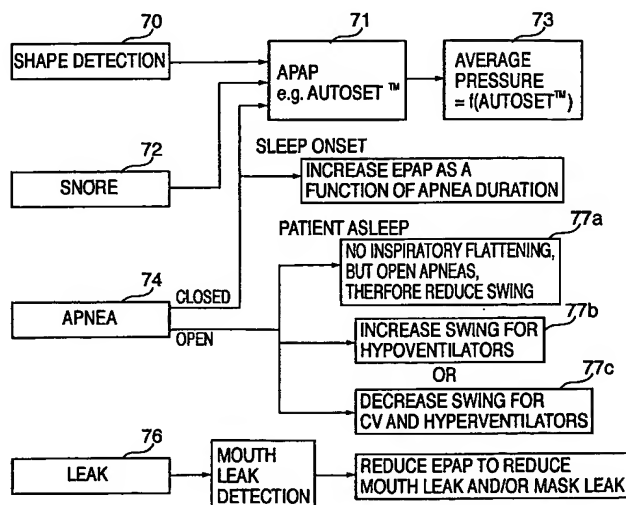 70
SHAPE DETECTION
71
APAP
e.g. AUTOSET ™
73
AVERAGE
PRESSURE
= f(AUTOSET™)
72
SNORE
SLEEP ONSET
INCREASE EPAP AS A
FUNCTION OF APNEA DURATION
PATIENT ASLEEP
77a
NO INSPIRATORY FLATTENING,
BUT OPEN APNEAS,
THERFORE REDUCE SWING
74
APNEA
CLOSED
OPEN
77b
INCREASE SWING FOR
HYPOVENTILATORS
OR
77c
DECREASE SWING FOR
CV AND HYPERVENTILATORS
76
LEAK
MOUTH
LEAK
DETECTION
REDUCE EPAP TO REDUCE
MOUTH LEAK AND/OR MASK LEAK